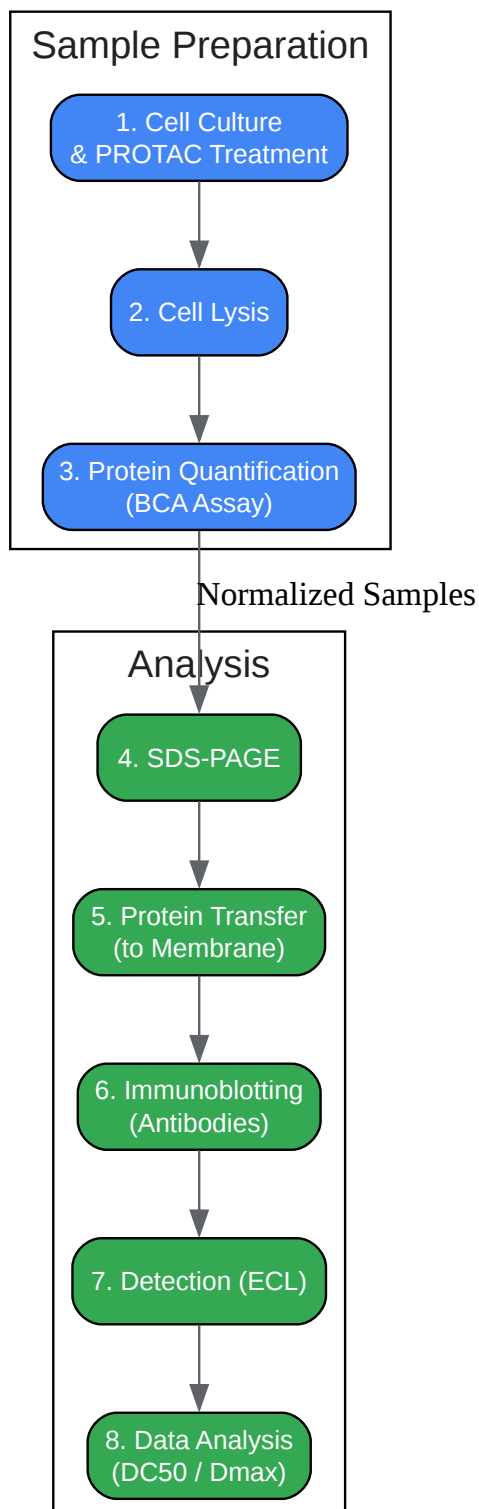 Sample Preparation
1. Cell Culture
& PROTAC Treatment
2. Cell Lysis
3. Protein Quantification
(BCA Assay)
Normalized Samples
Analysis
4. SDS-PAGE
5. Protein Transfer
(to Membrane)
6. Immunoblotting
(Antibodies)
7. Detection (ECL)
8. Data Analysis
(DC50 / Dmax)